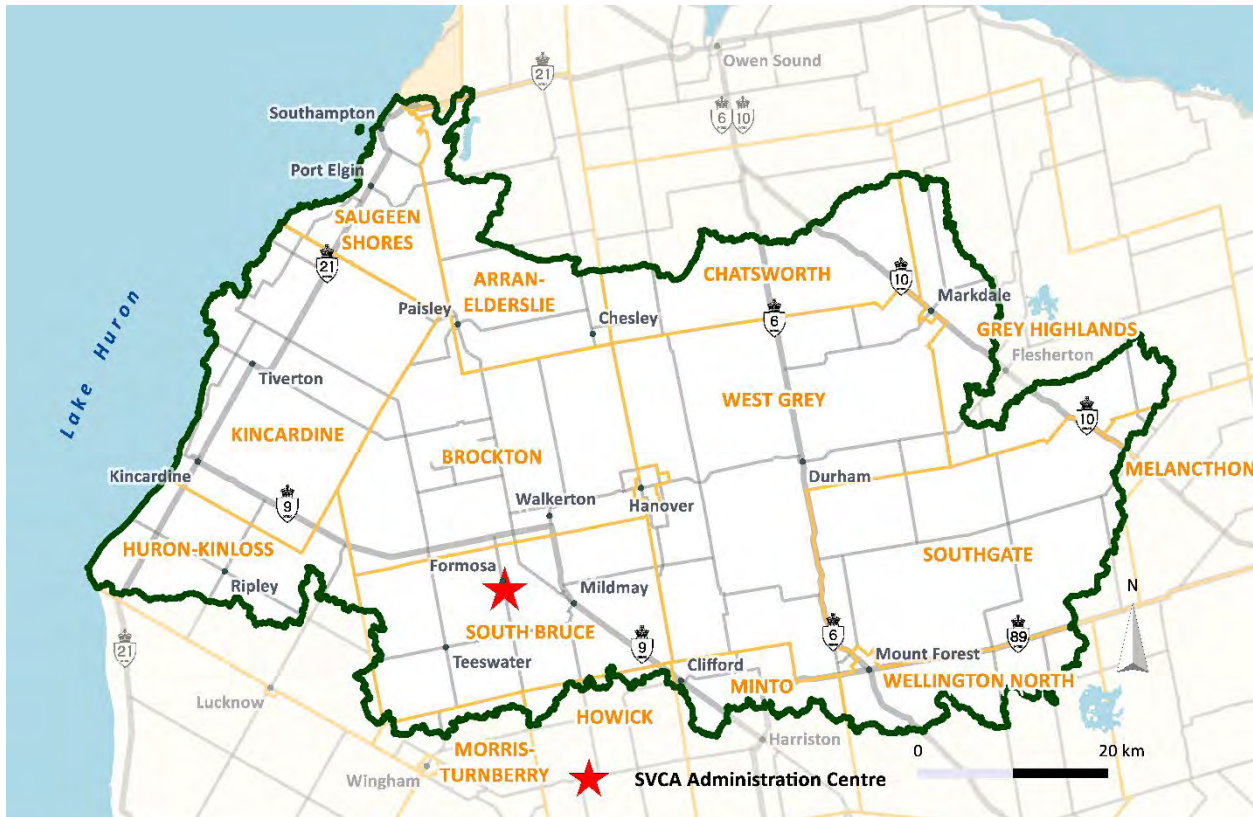 Owen Sound
21
6
10
Southampton
Port Elgin
SAUGEEN
SHORES
21
ARRAN-
ELDERSLIE
CHATSWORTH
10
Markdale
Paisley
Chesley
6
GREY HIGHLANDS
Flesherton
Lake Huron
Tiverton
WEST GREY
10
KINCARDINE
BROCKTON
Kincardine
Durham
MELANCTHON
9
Walkerton
Hanover
HURON-KINLOSS
Ripley
Formosa
Mildmay
SOUTHGATE
N
SOUTH BRUCE
Teeswater
9
6
89
21
Clifford
Mount Forest
MINTO
WELLINGTON NORTH
Lucknow
HOWICK
Harriston
MORRIS-
TURNBERRY
Wingham
0
20 km
SVCA Administration Centre